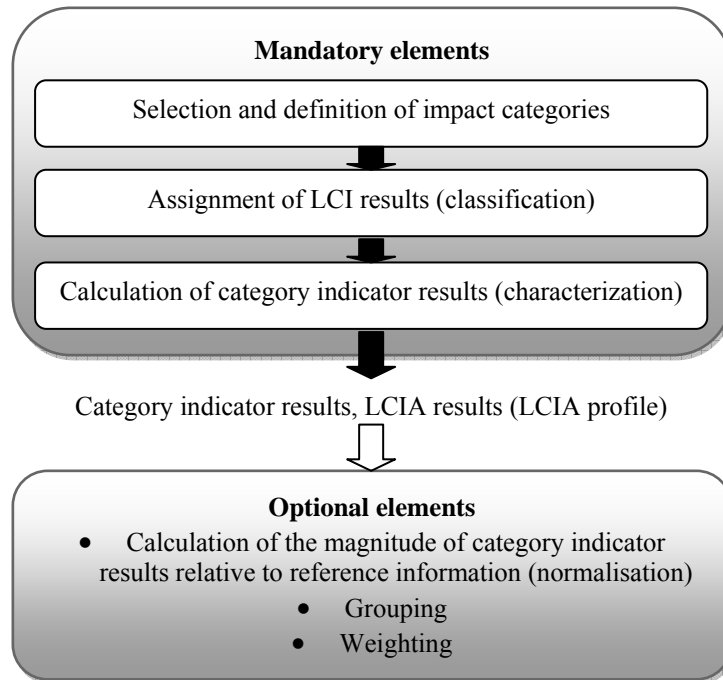 Mandatory elements
Selection and definition of impact categories
Assignment of LCI results (classification)
Calculation of category indicator results (characterization)
Category indicator results, LCIA results (LCIA profile)
Optional elements
• Calculation of the magnitude of category indicator
results relative to reference information (normalisation)
• Grouping
• Weighting